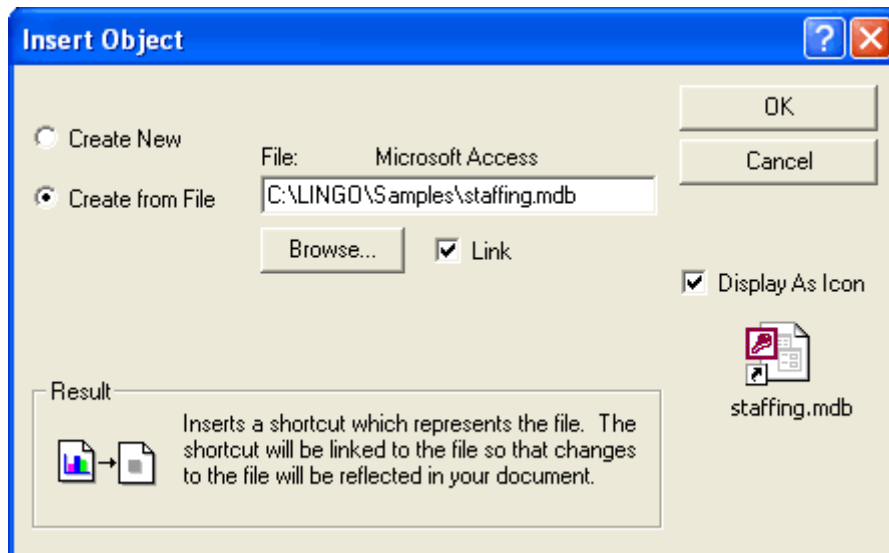 Insert Object
Create New
Create from File
File: Microsoft Access
C:\LINGO\Samples\staffing.mdb
Browse...
Link
OK
Cancel
Display As Icon
staffing.mdb
Result
Inserts a shortcut which represents the file. The
shortcut will be linked to the file so that changes
to the file will be reflected in your document.